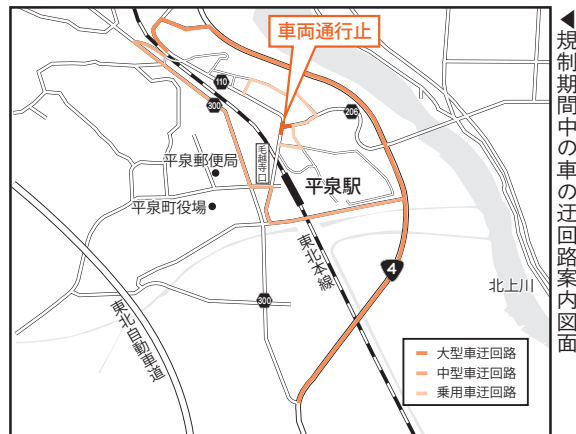 ◀規制期間中の車の迂回路案内図面
車両通行止
110
300
206
平泉郵便局
毛越寺口
平泉駅
平泉町役場
東北本線
4
北上川
300
東北自動車道
大型車迂回路
中型車迂回路
乗用車迂回路